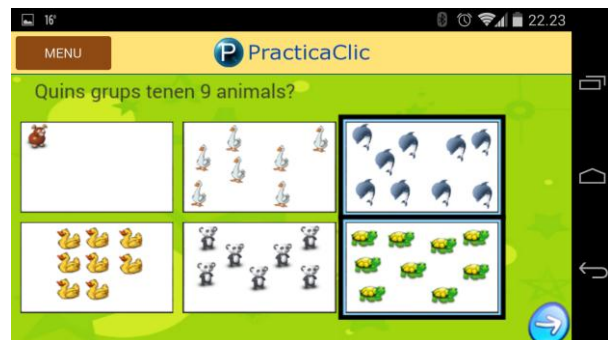 16°
22.23
MENU
P PracticaClic
Quins grups tenen 9 animals?